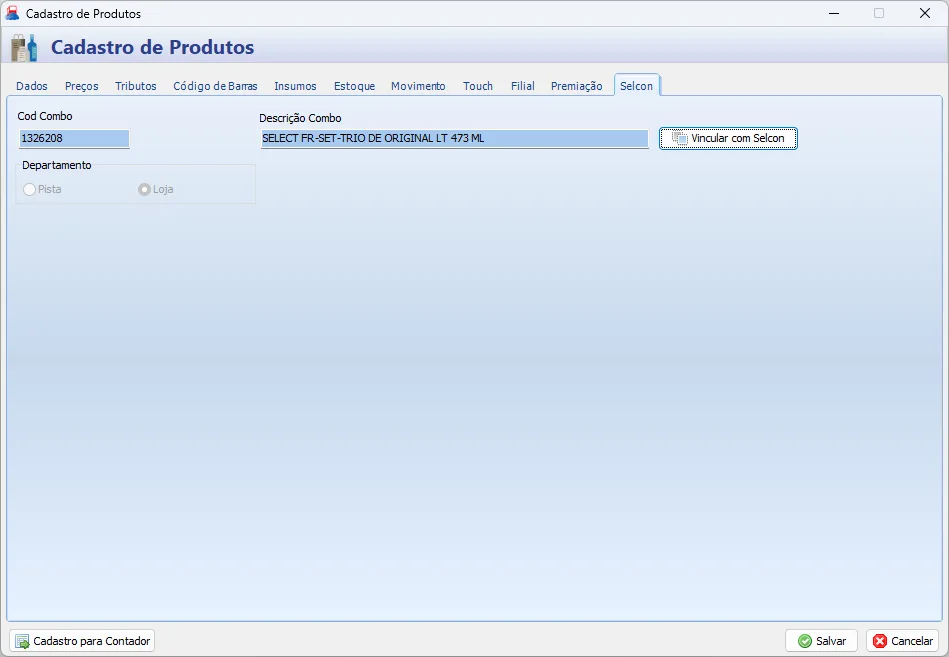 Cadastro de Produtos
Cadastro de Produtos
Dados Preços Tributos Código de Barras Insumos Estoque Movimento Touch Filial Premiação Selcon
Cod Combo Descrição Combo
1326208 SELECT FR-SET-TRIO DE ORIGINAL LT 473 ML Vincular com Selcon
Departamento
Pista Loja
Cadastro para Contador Salvar Cancelar